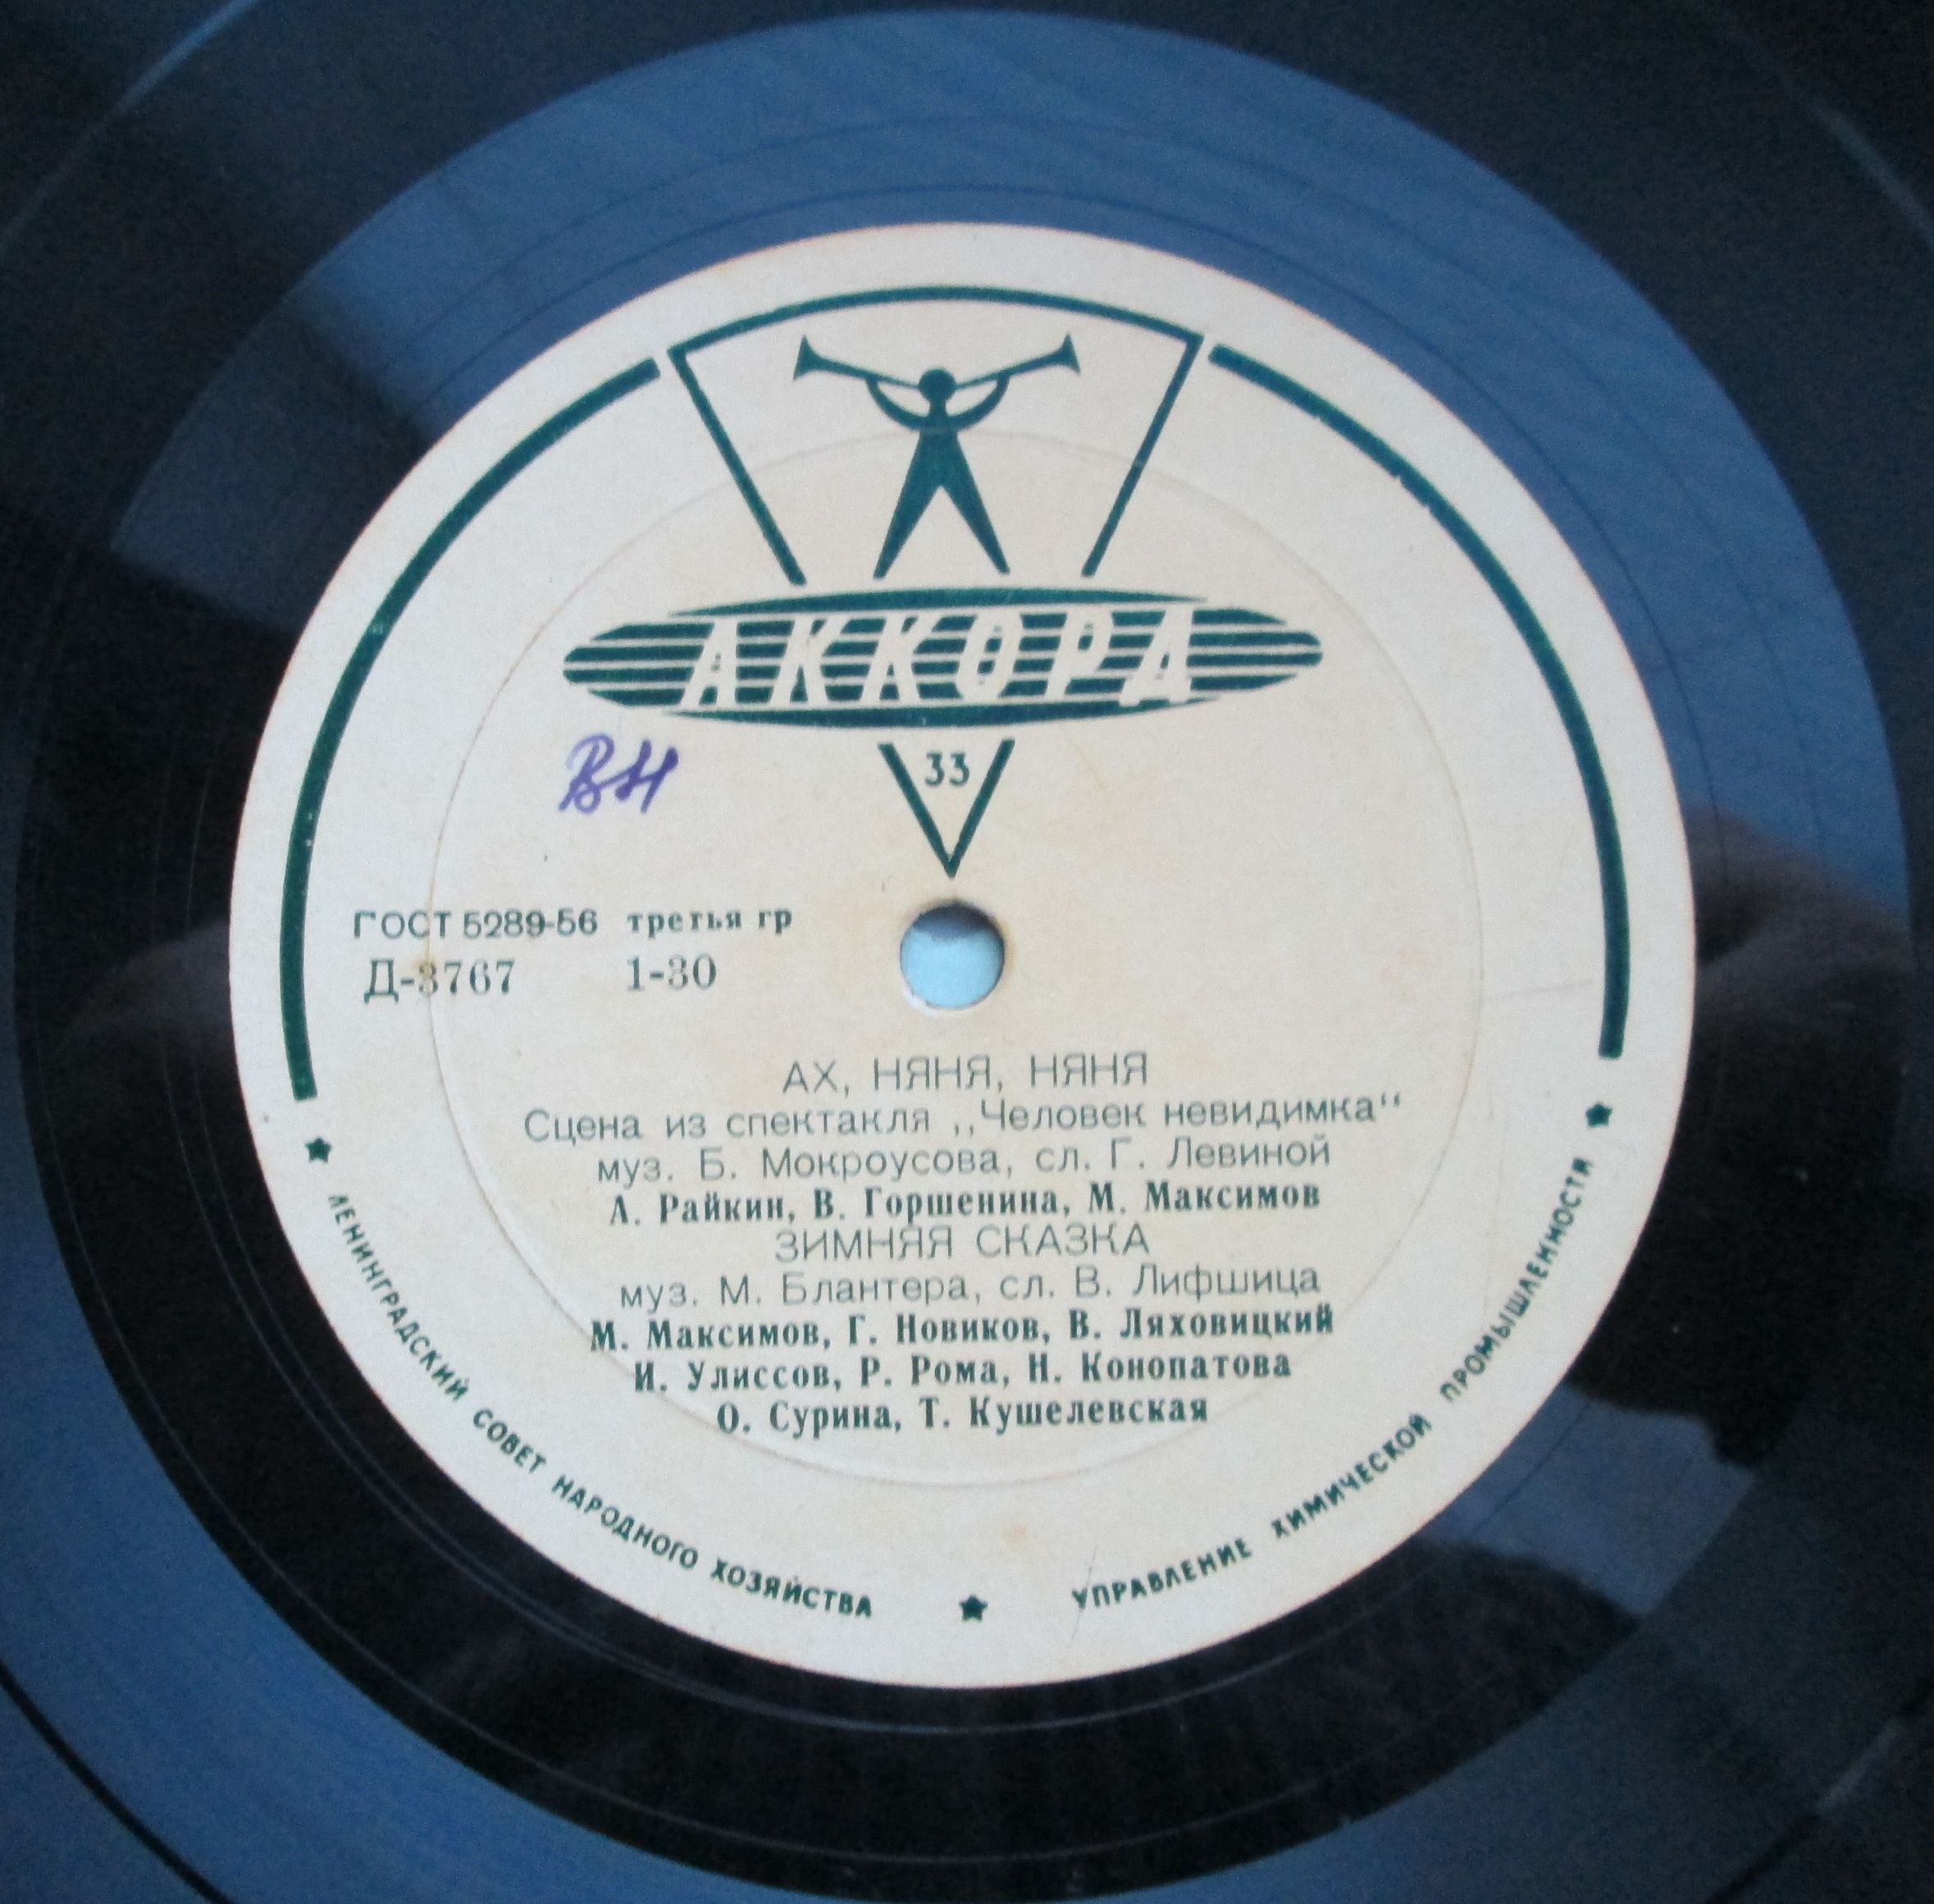 АККОРД
ВН
33
ГОСТ 5289-56 третья гр
Д-3767 1-30
АХ, НЯНЯ, НЯНЯ
Сцена из спектакля „Человек невидимка“
муз. Б. Мокроусова, сл. Г. Левиной
А. Райкин, В. Горшенина, М. Максимов
ЗИМНЯЯ СКАЗКА
муз. М. Блантера, сл. В. Лифшица
М. Максимов, Г. Новиков, В. Ляховицкий
И. Улиссов, Р. Рома, Н. Конопатова
О. Сурина, Т. Кушелевская
ЛЕНИНГРАДСКИЙ СОВЕТ НАРОДНОГО ХОЗЯЙСТВА
УПРАВЛЕНИЕ ХИМИЧЕСКОЙ ПРОМЫШЛЕННОСТИ